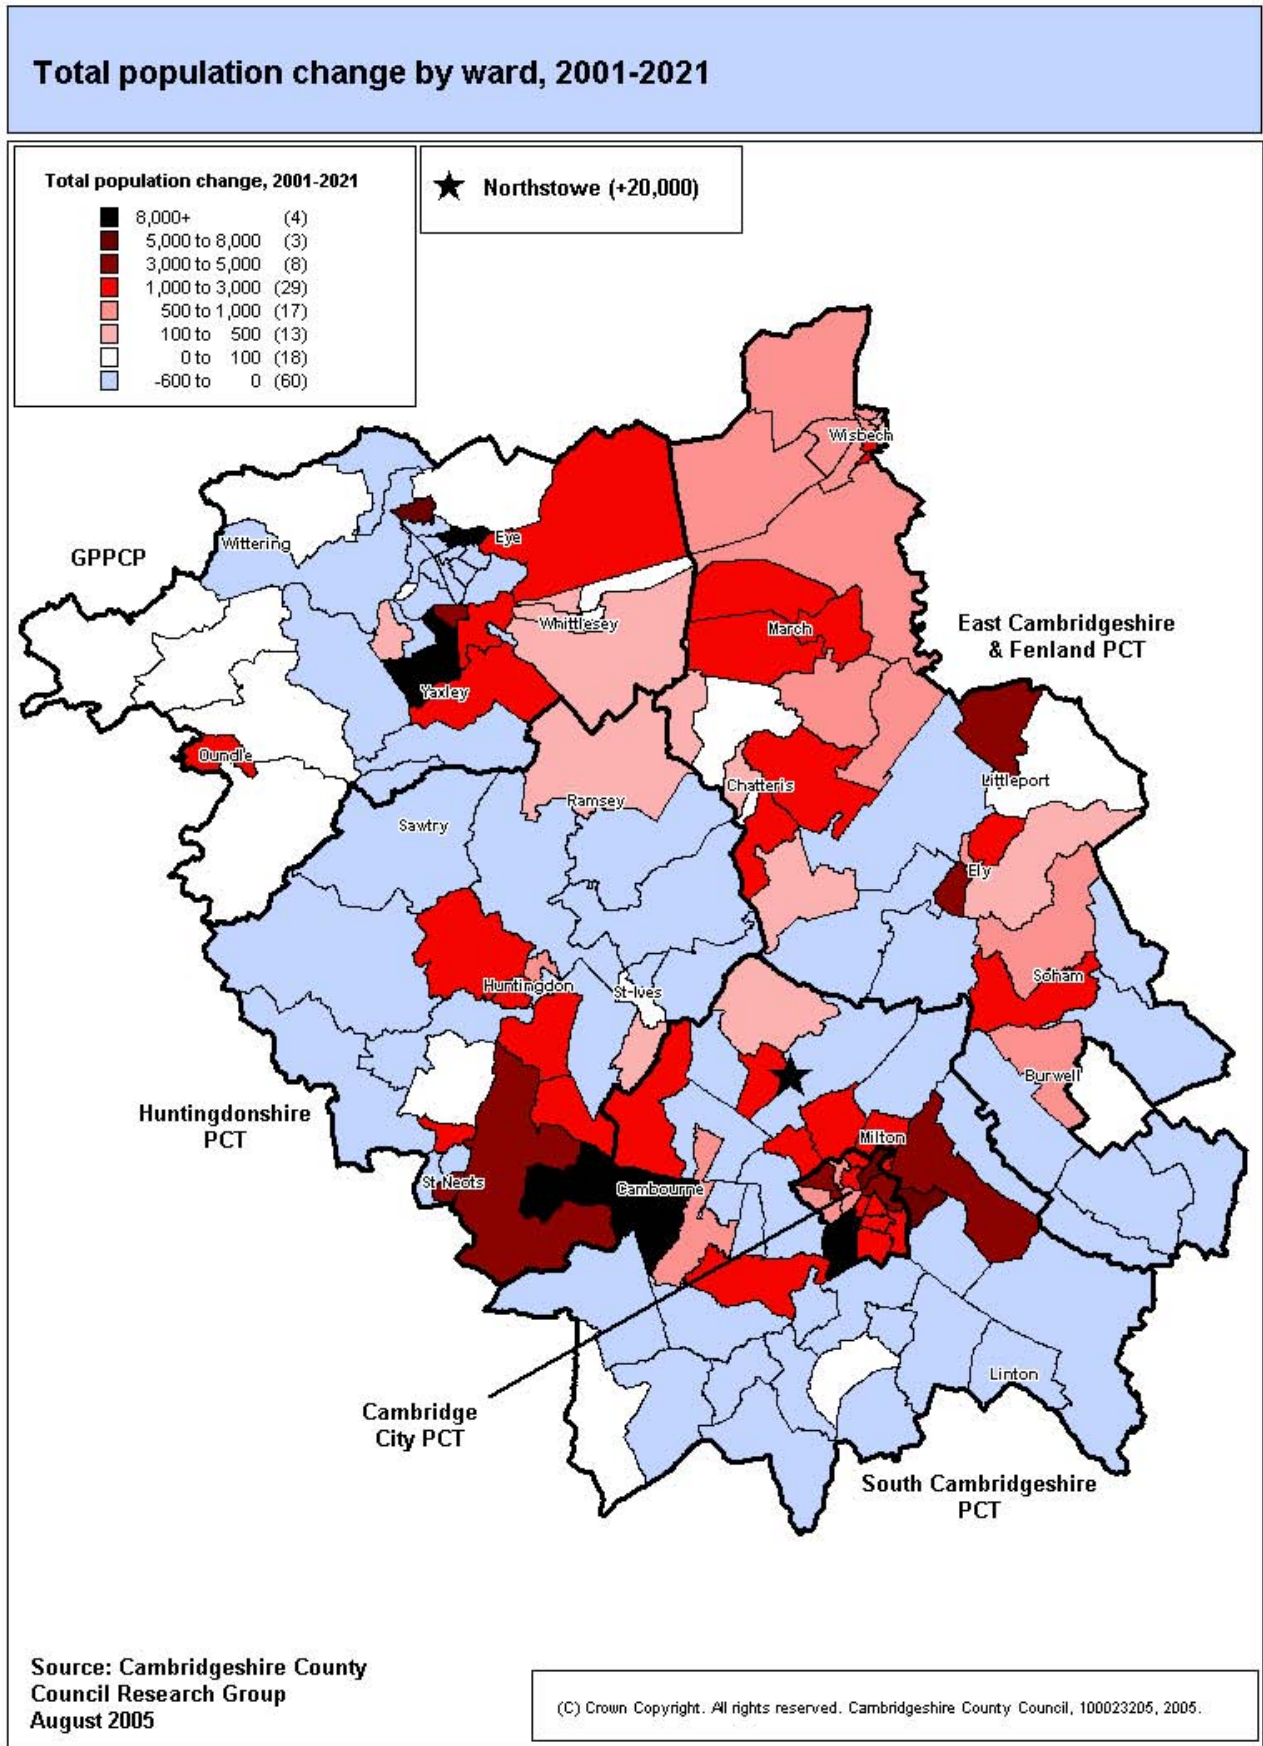 Total population change by ward, 2001-2021
Total population change, 2001-2021
8,000+ (4)
5,000 to 8,000 (3)
3,000 to 5,000 (8)
1,000 to 3,000 (29)
500 to 1,000 (17)
100 to 500 (13)
0 to 100 (18)
-600 to 0 (60)
Northstowe (+20,000)
Wisbech
Eye
Wittering
GPPCP
Whittlesey
March
East Cambridgeshire
& Fenland PCT
Yaxley
Oundle
Littleport
Chatteris
Ramsey
Sawtry
Ely
Soham
Huntingdon
St-Ives
Burwell
Huntingdonshire
PCT
Milton
St Neots
Cambourne
Linton
Cambridge
City PCT
South Cambridgeshire
PCT
Source: Cambridgeshire County
Council Research Group
August 2005
(C) Crown Copyright. All rights reserved. Cambridgeshire County Council, 100023205, 2005.